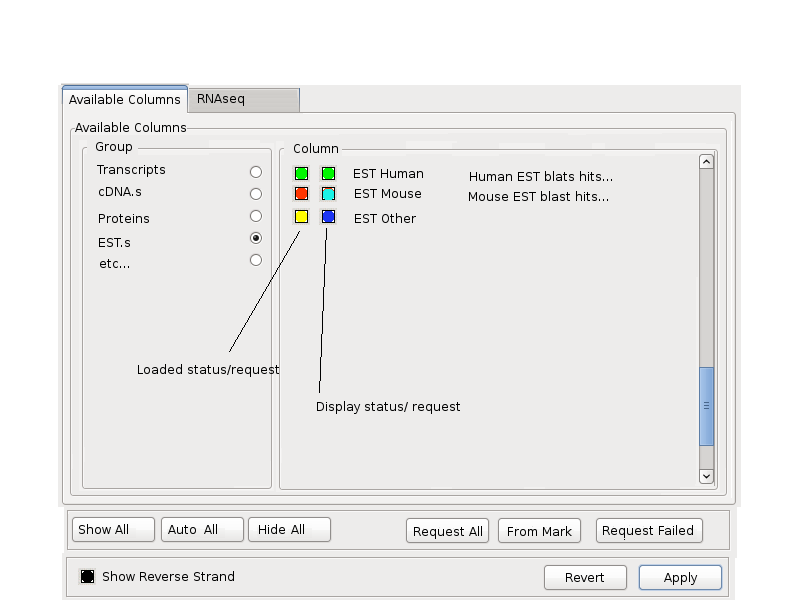 Available Columns
RNAseq
Available Columns
Group
Transcripts
cDNA.s
Proteins
EST.s
etc...
Column
EST Human
Human EST blats hits...
EST Mouse
Mouse EST blast hits...
EST Other
Loaded status/request
Display status/ request
Show All
Auto All
Hide All
Request All
From Mark
Request Failed
Show Reverse Strand
Revert
Apply